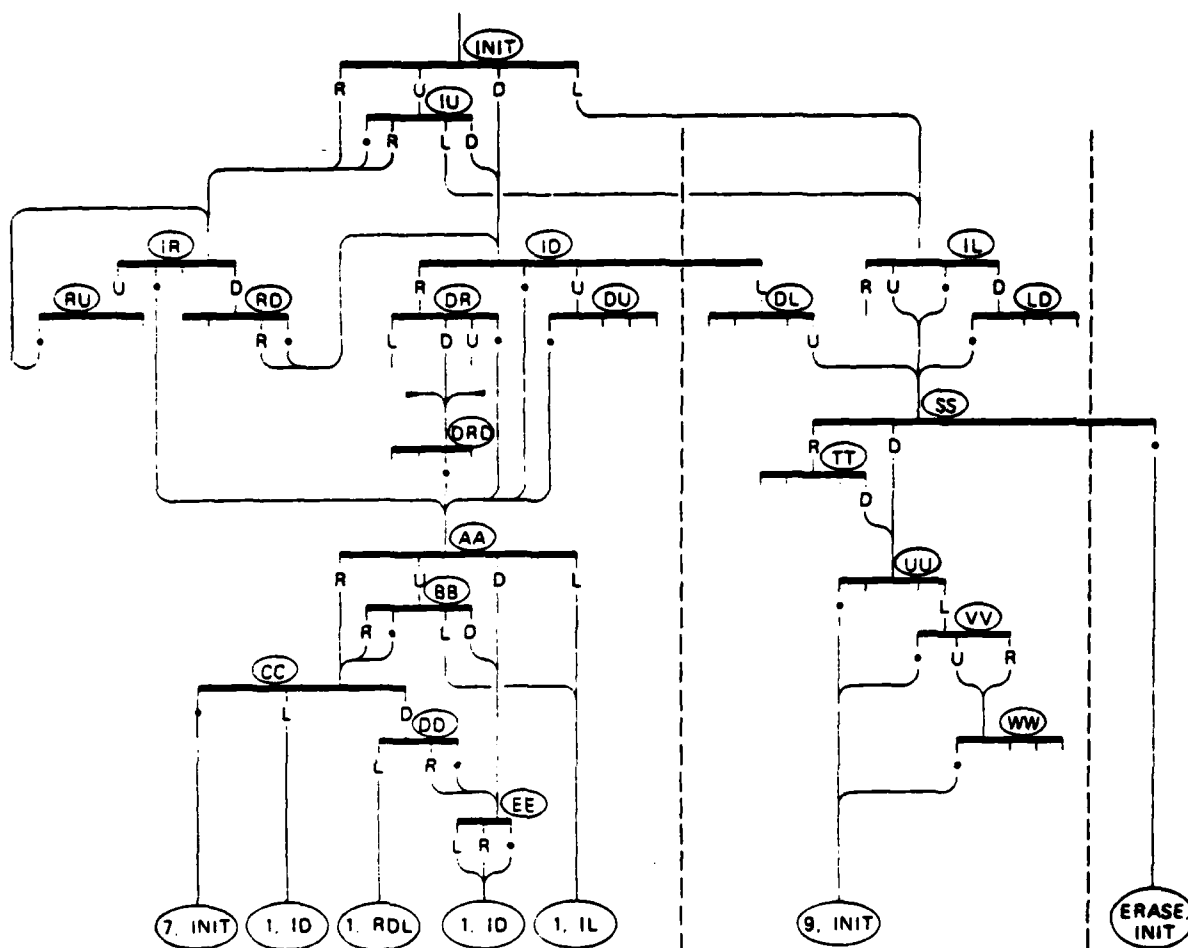 INIT
R U D L
IU
• R L D
IR ID IL
U • D R • U L R U • D
RU RD DR DU DL LD
• R • L D U • • U •
DRD SS
• R D •
TT
D
AA
R U D L
UU
BB
• L
R • L D
VV
• U R
CC
• L D
DD WW
L R • •
EE
L R •
7, INIT 1, ID 1, RDL 1, ID 1, IL 9, INIT ERASE,
INIT